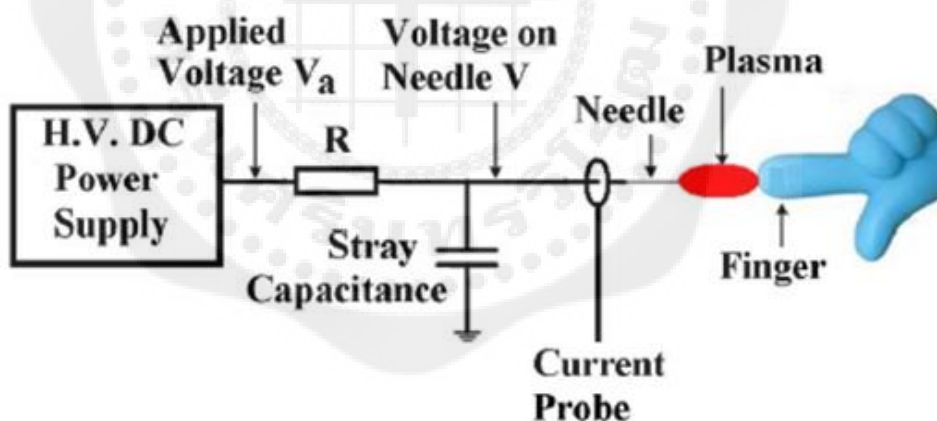 Applied
Voltage Va
Voltage on
Needle V
Plasma
Needle
H.V. DC
Power
Supply
R
Stray
Capacitance
Finger
Current
Probe